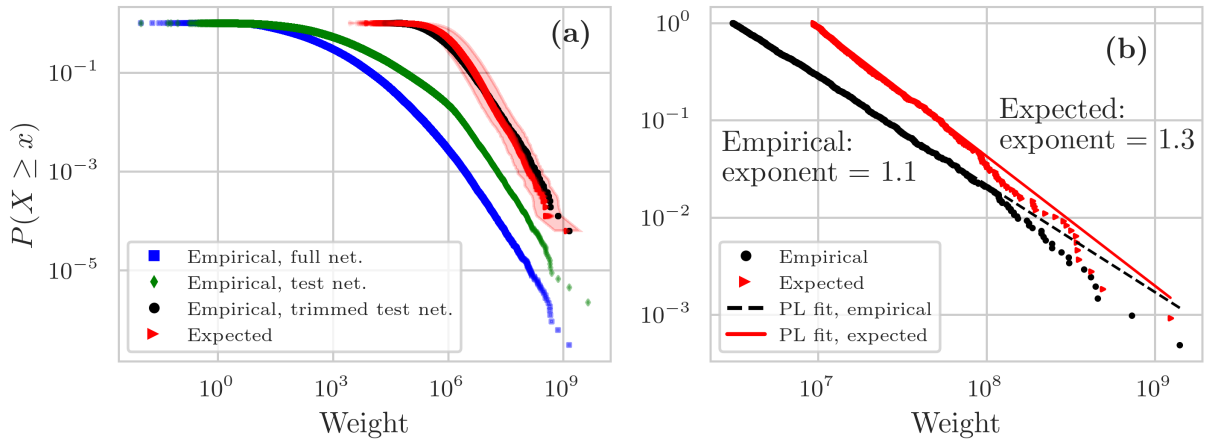 (a)
10^{-1}
10^{-3}
10^{-5}
P(X ≥ x)
Empirical, full net.
Empirical, test net.
Empirical, trimmed test net.
Expected
10^0
10^3
10^6
10^9
Weight
(b)
10^0
10^{-1}
10^{-2}
10^{-3}
Expected:
exponent = 1.3
Empirical:
exponent = 1.1
Empirical
Expected
PL fit, empirical
PL fit, expected
10^7
10^8
10^9
Weight